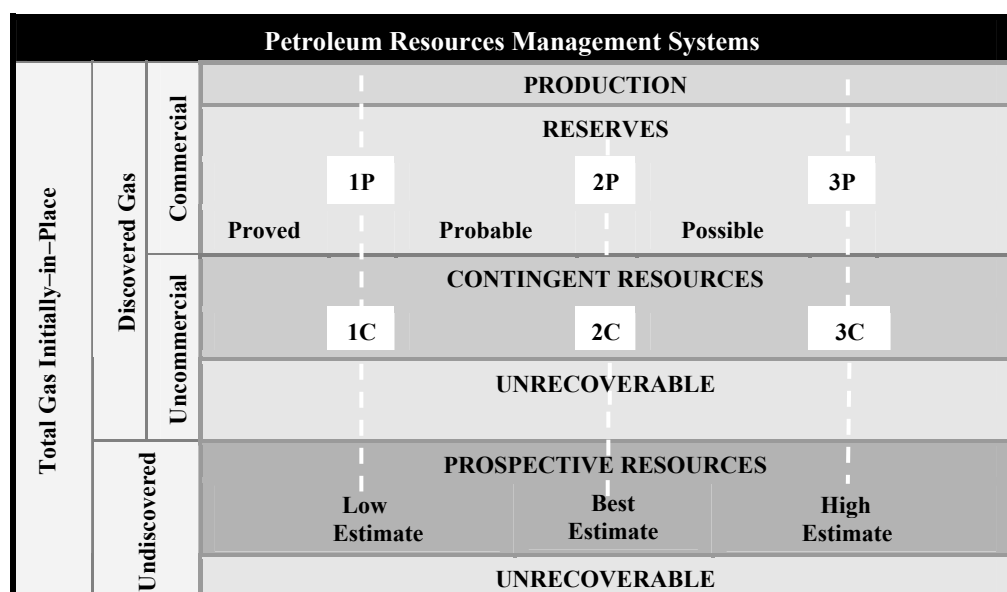 Petroleum Resources Management Systems
Total Gas Initially–in–Place
Discovered Gas
Commercial
PRODUCTION
RESERVES
1P 2P 3P
Proved Probable Possible
Uncommercial
CONTINGENT RESOURCES
1C 2C 3C
UNRECOVERABLE
Undiscovered
PROSPECTIVE RESOURCES
Low Estimate
Best Estimate
High Estimate
UNRECOVERABLE